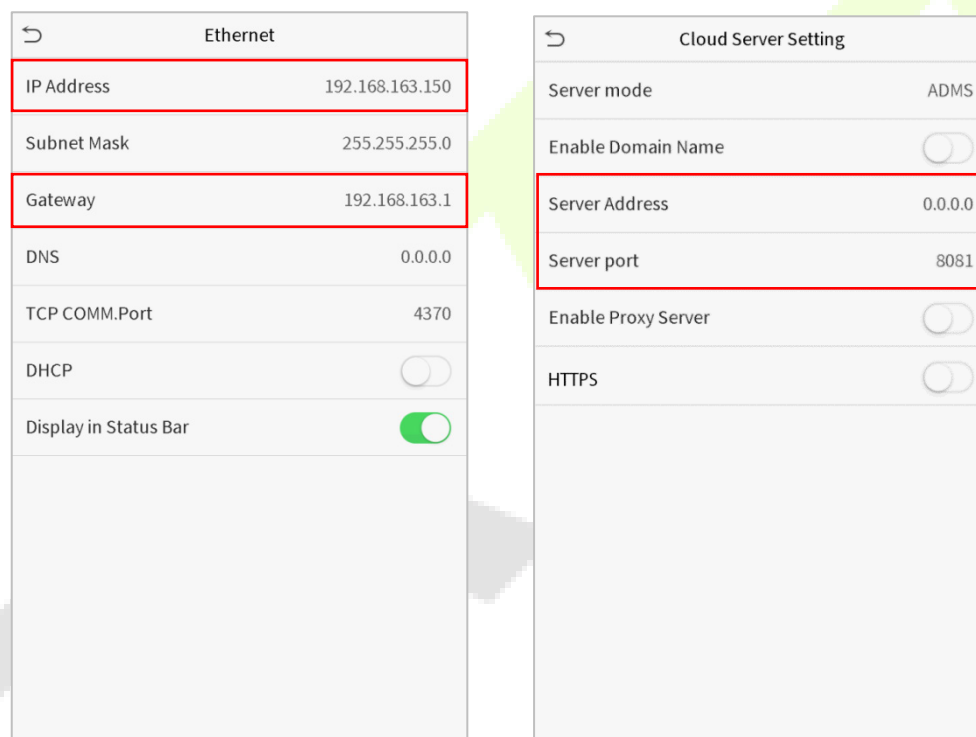 Ethernet
IP Address 192.168.163.150
Subnet Mask 255.255.255.0
Gateway 192.168.163.1
DNS 0.0.0.0
TCP COMM.Port 4370
DHCP
Display in Status Bar
Cloud Server Setting
Server mode ADMS
Enable Domain Name
Server Address 0.0.0.0
Server port 8081
Enable Proxy Server
HTTPS